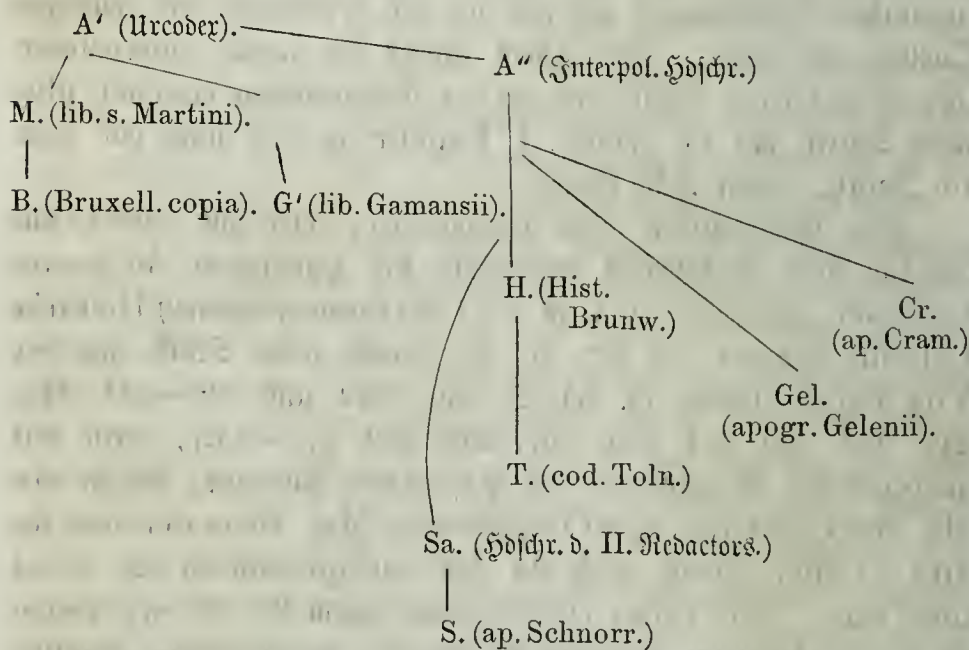 A′ (Urcodex).
A″ (Interpol. Hdschr.)
M. (lib. s. Martini).
B. (Bruxell. copia). G′ (lib. Gamansii).
H. (Hist.
Brunw.)
Cr.
(ap. Cram.)
Gel.
(apogr. Gelenii).
T. (cod. Toln.)
Sa. (Hdschr. d. II. Redactors.)
S. (ap. Schnorr.)